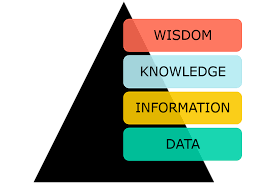 WISDOM
KNOWLEDGE
INFORMATION
DATA